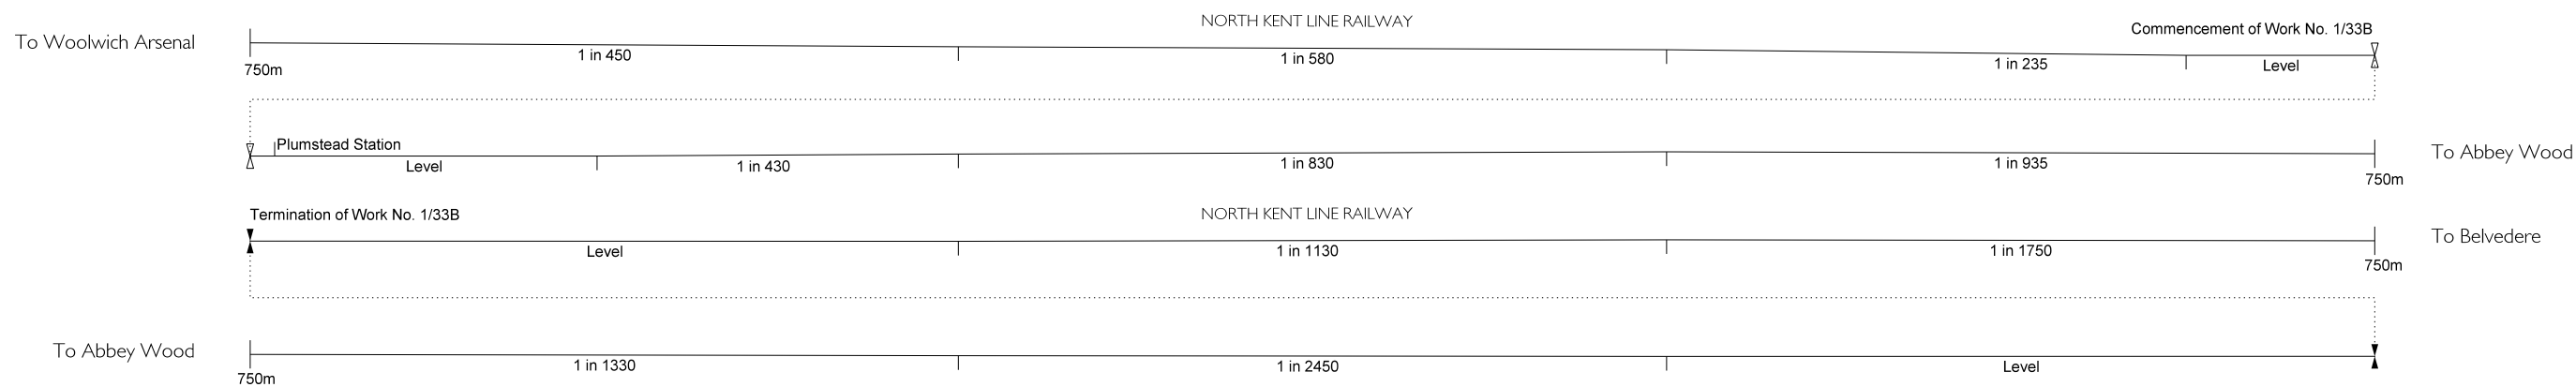 NORTH KENT LINE RAILWAY
Commencement of Work No. 1/33B
To Woolwich Arsenal
1 in 450
1 in 580
1 in 235
Level
750m
Plumstead Station
To Abbey Wood
Level
1 in 430
1 in 830
1 in 935
750m
Termination of Work No. 1/33B
NORTH KENT LINE RAILWAY
To Belvedere
Level
1 in 1130
1 in 1750
750m
To Abbey Wood
1 in 1330
1 in 2450
Level
750m